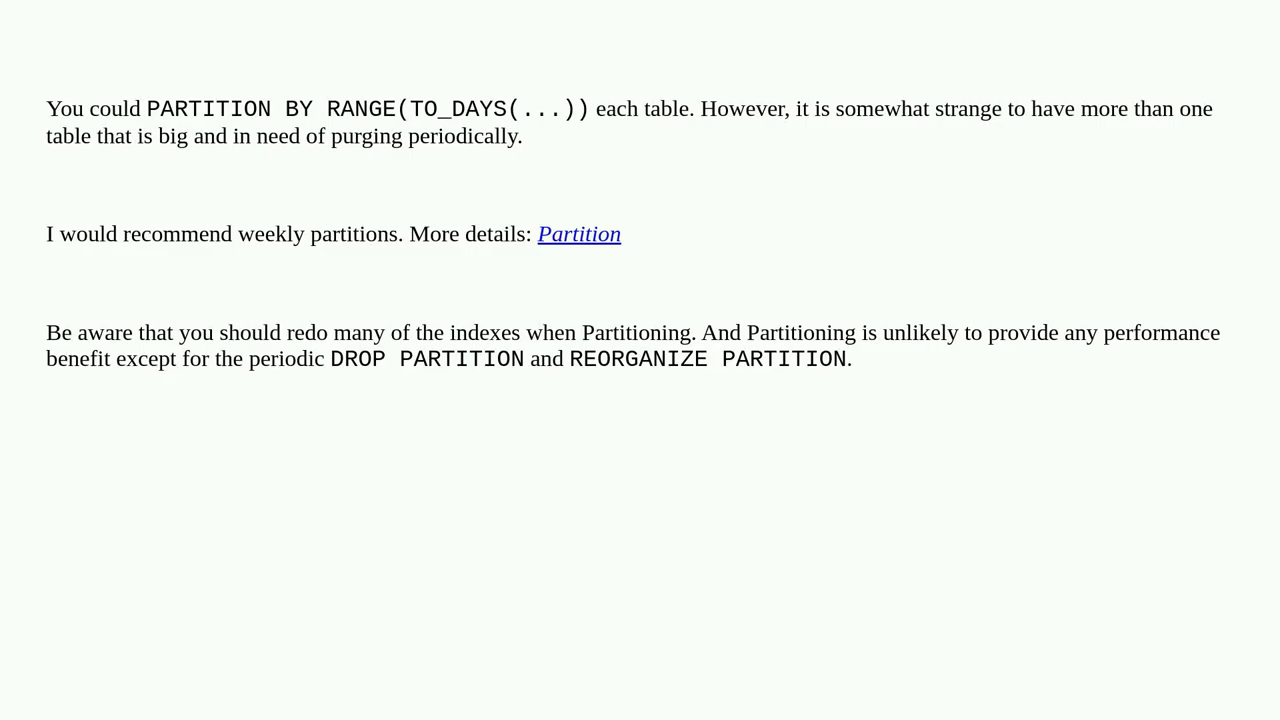 You could PARTITION BY RANGE(TO_DAYS(...)) each table. However, it is somewhat strange to have more than one
table that is big and in need of purging periodically.
I would recommend weekly partitions. More details: Partition
Be aware that you should redo many of the indexes when Partitioning. And Partitioning is unlikely to provide any performance
benefit except for the periodic DROP PARTITION and REORGANIZE PARTITION.